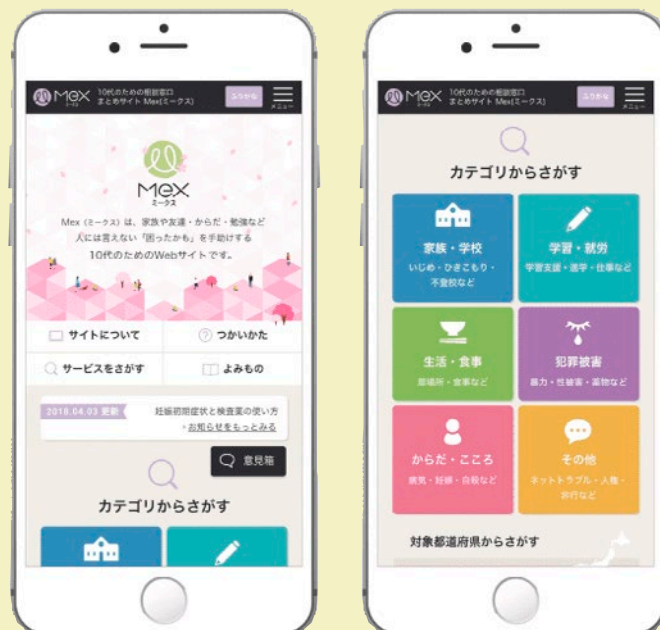 Mex
ミークス
10代のための相談窓口
まとめサイト Mex(ミークス)
ふりがな
メニュー
Mex
ミークス
Mex（ミークス）は、家族や友達・からだ・勉強など
人には言えない「困ったかも」を手助けする
10代のためのWebサイトです。
サイトについて
つかいかた
サービスをさがす
よみもの
2018.04.03 更新
妊娠初期症状と検査薬の使い方
お知らせをもっとみる
意見箱
カテゴリからさがす
Mex
ミークス
10代のための相談窓口
まとめサイト Mex(ミークス)
ふりがな
メニュー
カテゴリからさがす
家族・学校
いじめ・ひきこもり・
不登校など
学習・就労
学習支援・進学・仕事など
生活・食事
居場所・食事など
犯罪被害
暴力・性被害・薬物など
からだ・こころ
病気・妊娠・自殺など
その他
ネットトラブル・人権・
非行など
対象都道府県からさがす